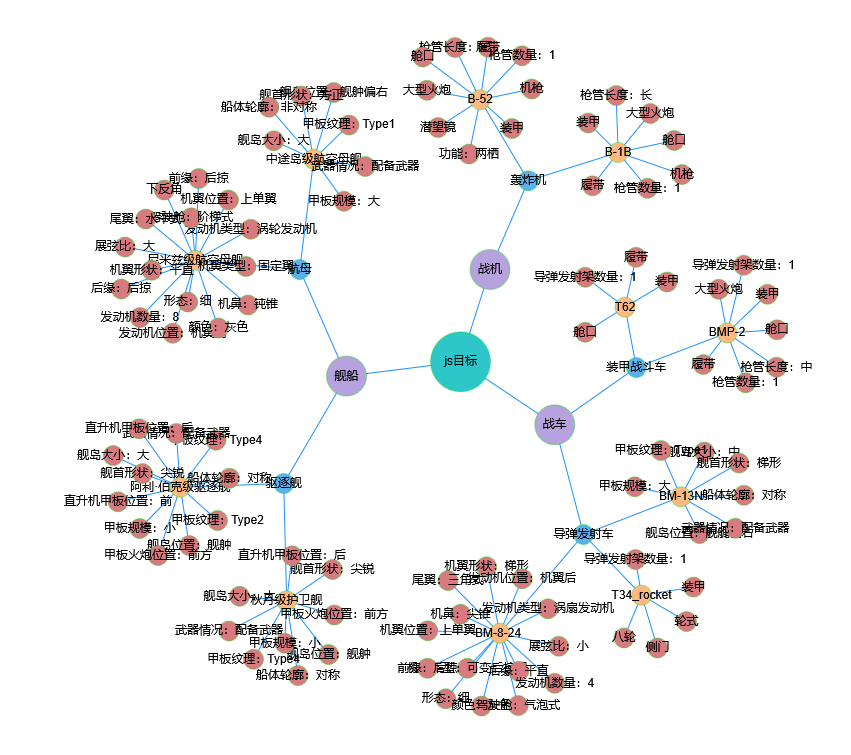 js目标
战机
轰炸机
B-52
舱口
枪管长度：
履带
枪管数量：1
机枪
大型火炮
潜望镜
装甲
功能：两栖
B-1B
枪管长度：长
大型火炮
装甲
舱口
机枪
履带
枪管数量：1
舰船
航母
中途岛级航空母舰
舰首形状：方正
舰岛位置：舰舯偏右
船体轮廓：非对称
甲板纹理：Type1
舰岛大小：大
武器情况：配备武器
甲板规模：大
尼米兹级航空母舰
前缘：后掠
下反角
机翼位置：上单翼
尾翼：
阶梯式
发动机类型：涡轮发动机
展弦比：大
机翼形状：平直
机翼类型：固定翼
后缘：后掠
形态：细
机鼻：钝锥
发动机数量：8
颜色：灰色
发动机位置：
驱逐舰
阿利·伯克级驱逐舰
直升机甲板位置：后
武器情况：配备武器
甲板纹理：Type4
舰岛大小：大
舰首形状：尖锐
船体轮廓：对称
直升机甲板位置：前
甲板纹理：Type2
甲板规模：小
舰岛位置：舰舯
甲板火炮位置：前方
秋月级护卫舰
直升机甲板位置：后
舰首形状：尖锐
舰岛大小：大
甲板火炮位置：前方
武器情况：配备武器
甲板规模：小
舰岛位置：舰舯
甲板纹理：Type4
船体轮廓：对称
战车
装甲战斗车
T62
履带
导弹发射架数量：1
装甲
舱口
BMP-2
导弹发射架数量：1
大型火炮
装甲
舱口
履带
枪管长度：中
枪管数量：1
导弹发射车
BM-13N
甲板纹理：Type1
舰岛大小：中
舰首形状：梯形
甲板规模：大
船体轮廓：对称
武器情况：配备武器
舰岛位置：
T34_rocket
导弹发射架数量：1
装甲
轮式
八轮
侧门
BM-8-24
机翼形状：梯形
尾翼：三角
发动机位置：机翼后
机鼻：尖锥
发动机类型：涡扇发动机
机翼位置：上单翼
展弦比：小
前缘：后掠
可变后掠翼
后缘：平直
发动机数量：4
形态：细
颜色：
驾驶舱：气泡式